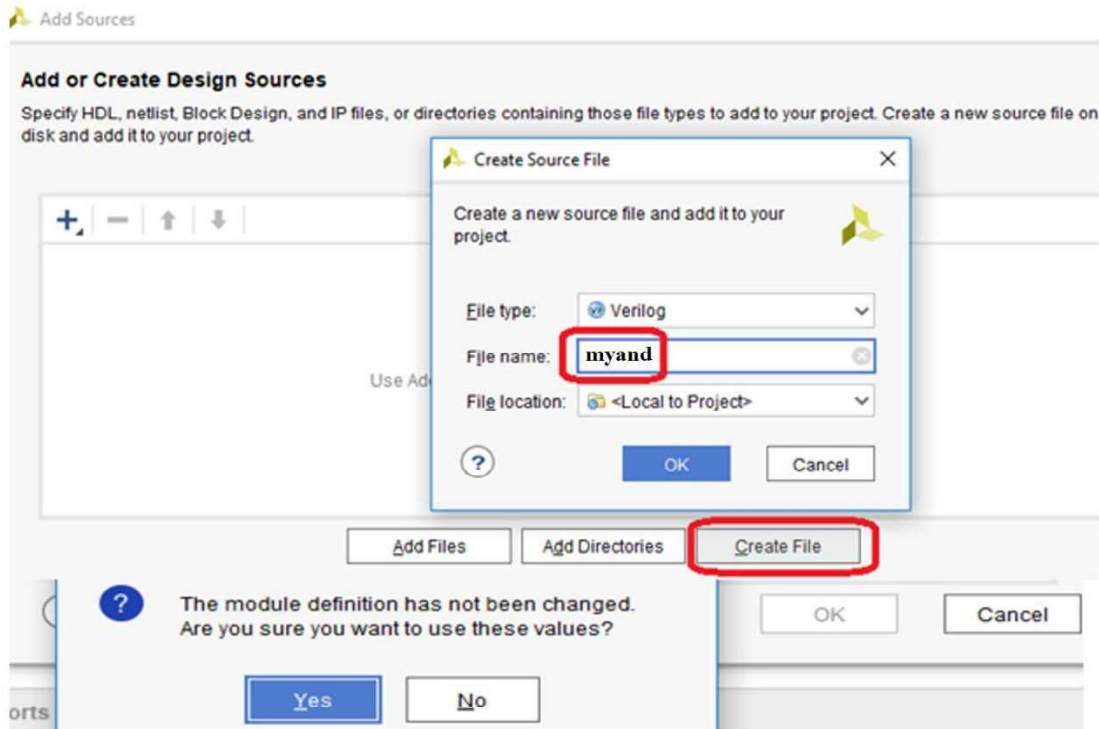 Add Sources
Add or Create Design Sources
Specify HDL, netlist, Block Design, and IP files, or directories containing those file types to add to your project. Create a new source file on
disk and add it to your project.
Create Source File
Create a new source file and add it to your
project.
File type: Verilog
File name: myand
Use
File location: <Local to Project>
? OK Cancel
Add Files Add Directories Create File
? The module definition has not been changed.
Are you sure you want to use these values?
OK Cancel
Yes No